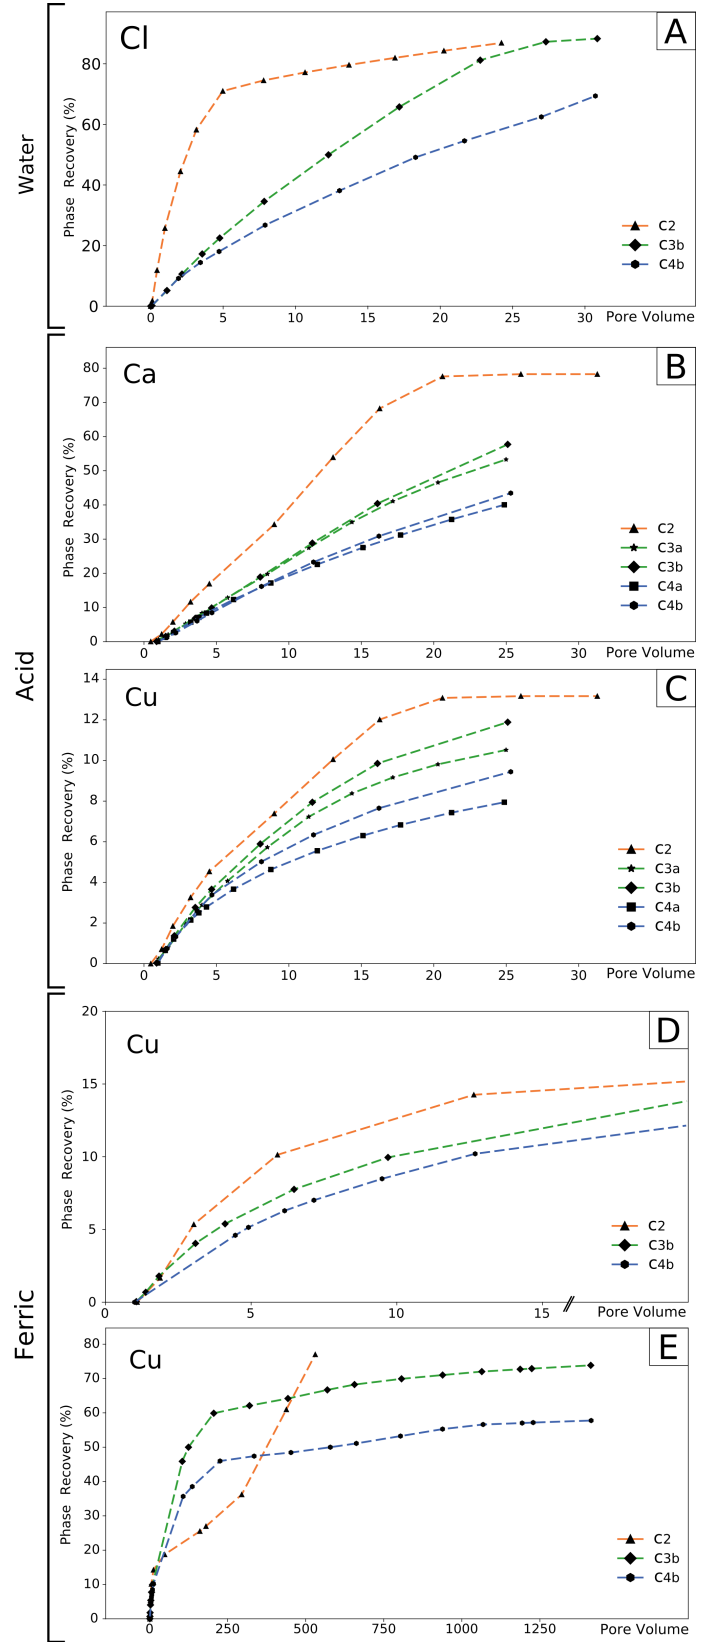 Water
Cl
A
Phase Recovery (%)
80
60
40
20
0
C2
C3b
C4b
0 5 10 15 20 25 30 Pore Volume
Acid
Ca
B
Phase Recovery (%)
80
70
60
50
40
30
20
10
0
C2
C3a
C3b
C4a
C4b
0 5 10 15 20 25 30 Pore Volume
Cu
C
Phase Recovery (%)
14
12
10
8
6
4
2
0
C2
C3a
C3b
C4a
C4b
0 5 10 15 20 25 30 Pore Volume
Ferric
Cu
D
Phase Recovery (%)
20
15
10
5
0
C2
C3b
C4b
0 5 10 15 // Pore Volume
Cu
E
Phase Recovery (%)
80
70
60
50
40
30
20
10
0
C2
C3b
C4b
0 250 500 750 1000 1250 Pore Volume